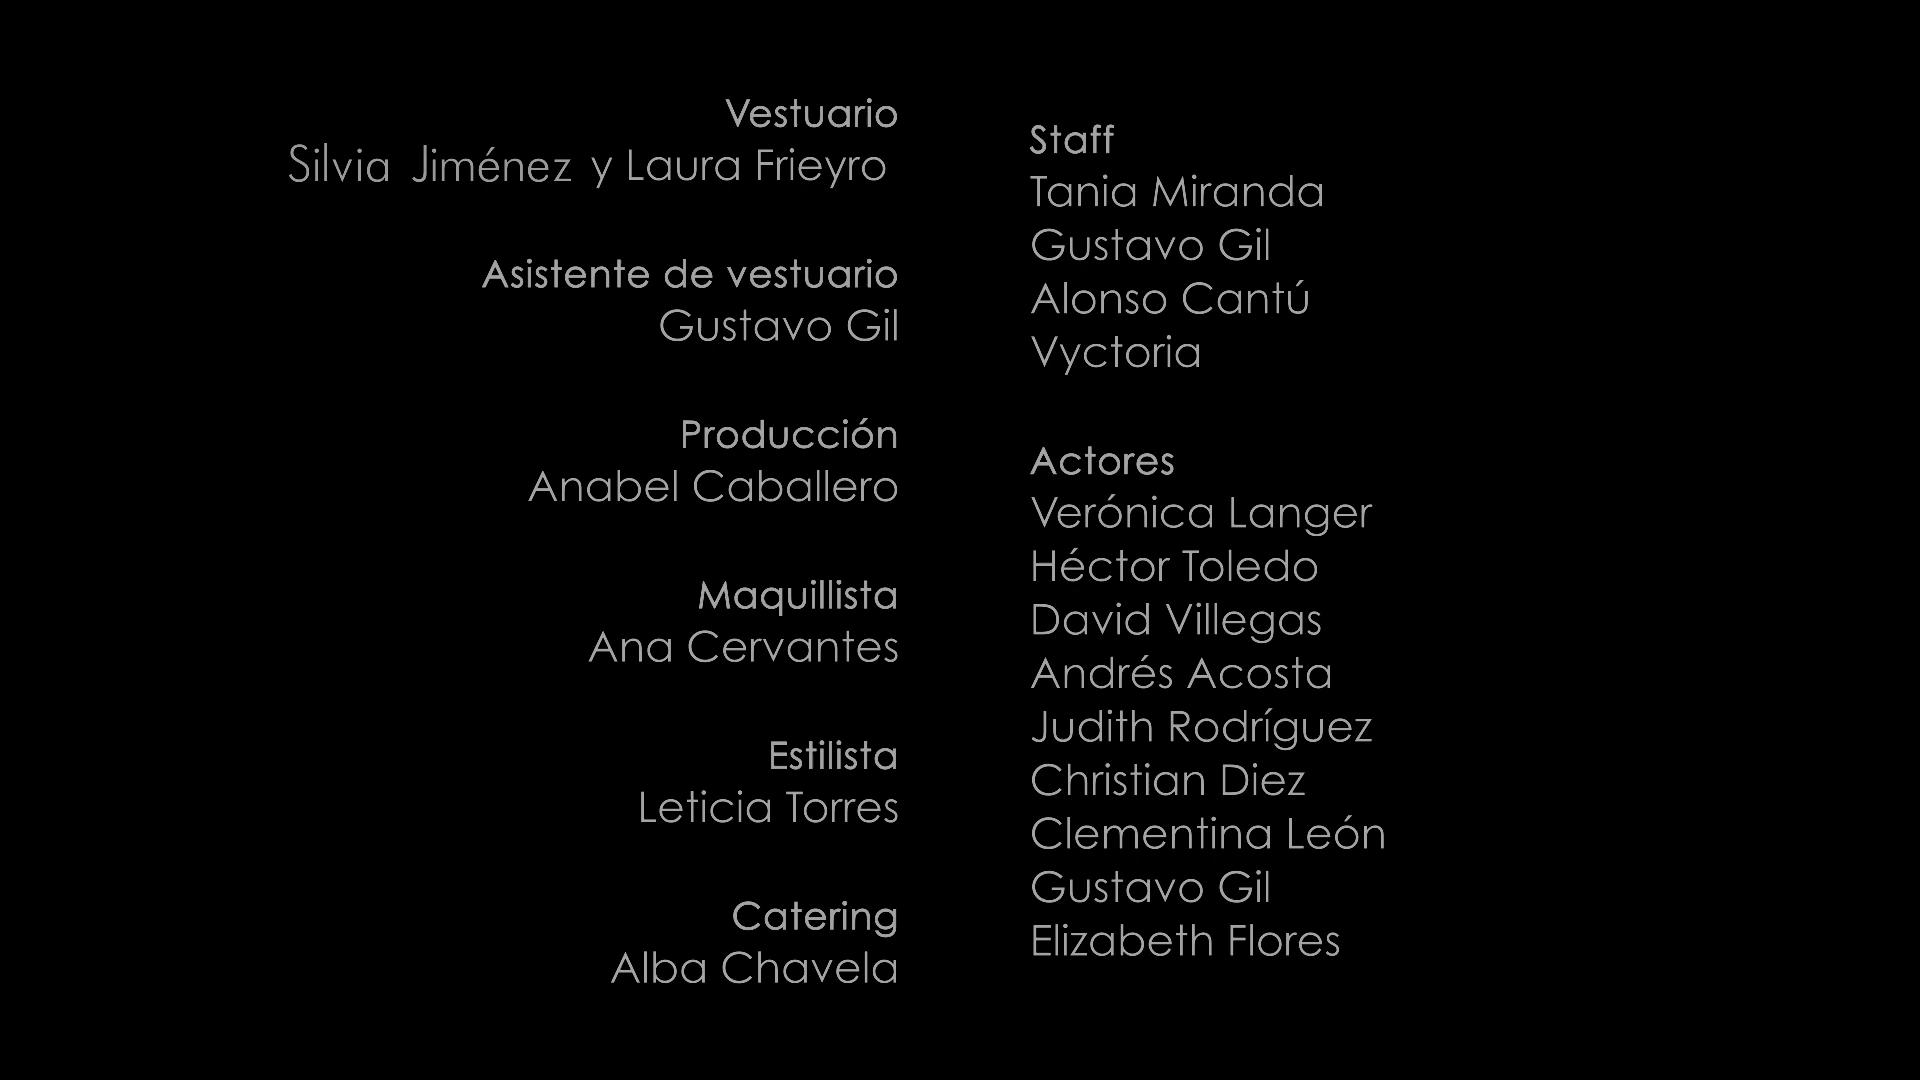 Vestuario
Silvia Jiménez y Laura Frieyro
Asistente de vestuario
Gustavo Gil
Producción
Anabel Caballero
Maquillista
Ana Cervantes
Estilista
Leticia Torres
Catering
Alba Chavela
Staff
Tania Miranda
Gustavo Gil
Alonso Cantú
Vyctoria
Actores
Verónica Langer
Héctor Toledo
David Villegas
Andrés Acosta
Judith Rodríguez
Christian Diez
Clementina León
Gustavo Gil
Elizabeth Flores